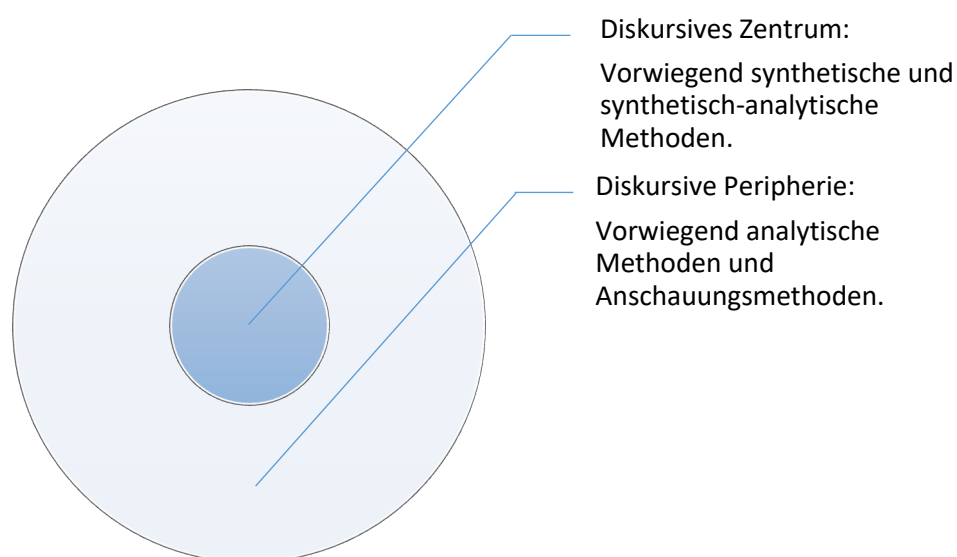 Diskursives Zentrum:
Vorwiegend synthetische und
synthetisch-analytische
Methoden.
Diskursive Peripherie:
Vorwiegend analytische
Methoden und
Anschauungsmethoden.